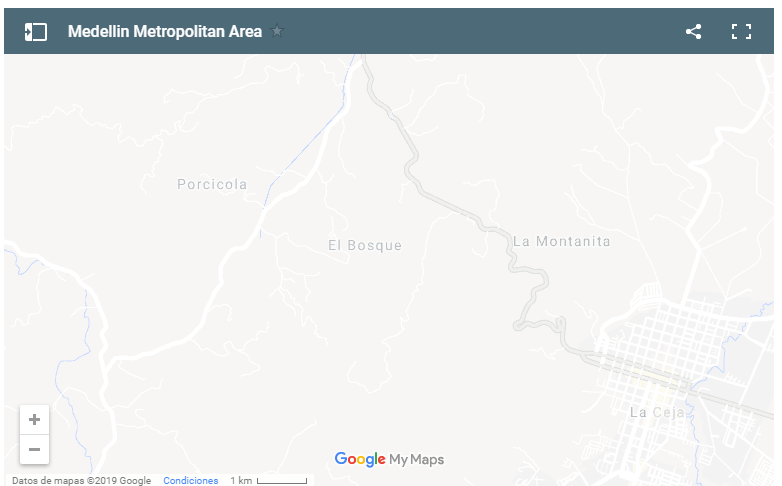 Medellin Metropolitan Area
Porcicola
El Bosque
La Montanita
La Ceja
+
−
Google My Maps
Datos de mapas ©2019 Google Condiciones 1 km